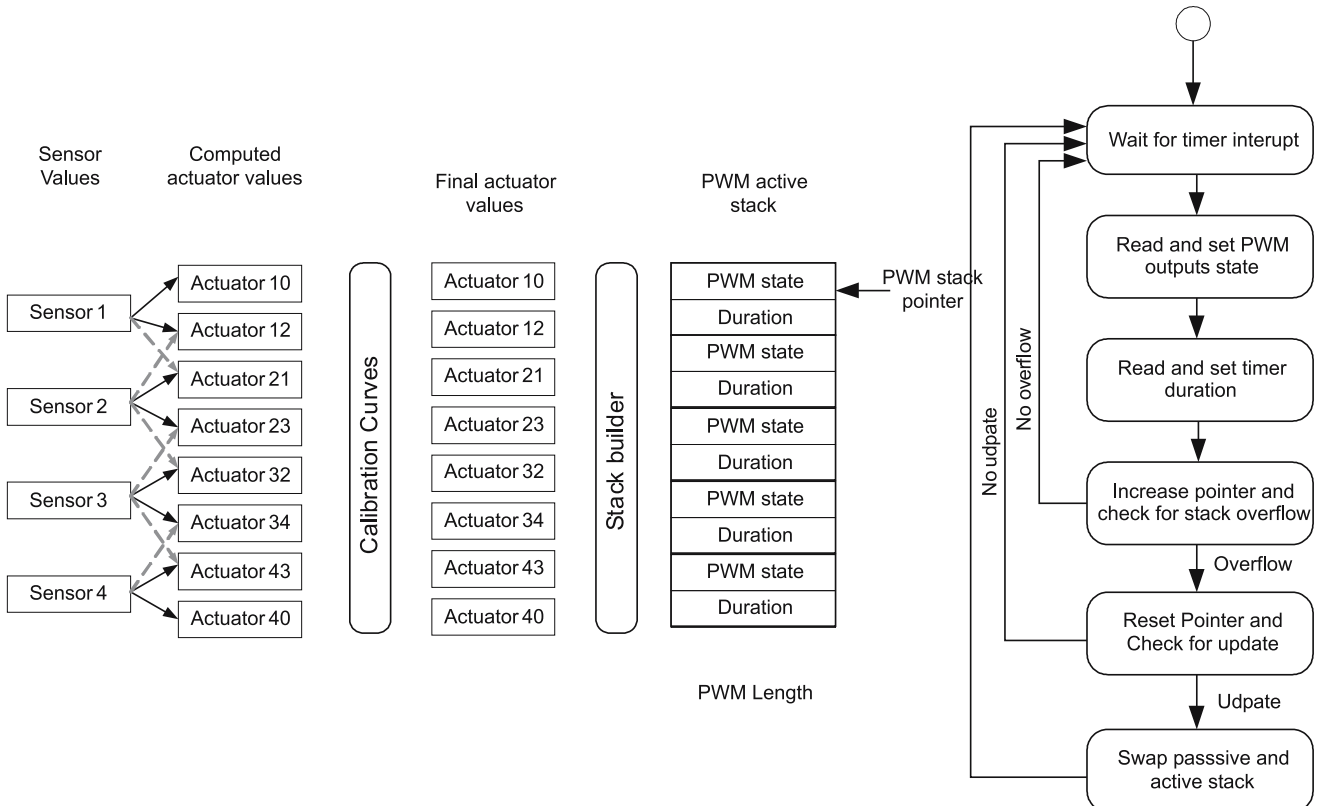 Sensor
Values
Computed
actuator values
Final actuator
values
PWM active
stack
Sensor 1
Sensor 2
Sensor 3
Sensor 4
Actuator 10
Actuator 12
Actuator 21
Actuator 23
Actuator 32
Actuator 34
Actuator 43
Actuator 40
Calibration Curves
Actuator 10
Actuator 12
Actuator 21
Actuator 23
Actuator 32
Actuator 34
Actuator 43
Actuator 40
Stack builder
PWM state
Duration
PWM state
Duration
PWM state
Duration
PWM state
Duration
PWM state
Duration
PWM Length
PWM stack
pointer
Wait for timer interupt
Read and set PWM
outputs state
Read and set timer
duration
Increase pointer and
check for stack overflow
Overflow
Reset Pointer and
Check for update
Udpate
Swap passsive and
active stack
No overflow
No udpate